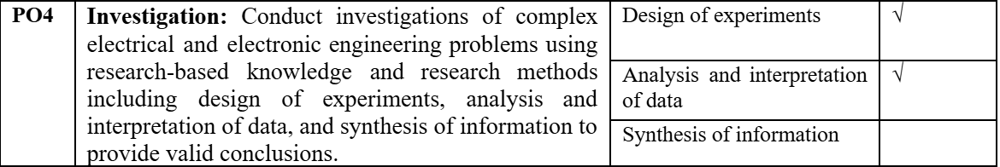 PO4
Investigation: Conduct investigations of complex
electrical and electronic engineering problems using
research-based knowledge and research methods
including design of experiments, analysis and
interpretation of data, and synthesis of information to
provide valid conclusions.
Design of experiments √
Analysis and interpretation √
of data
Synthesis of information